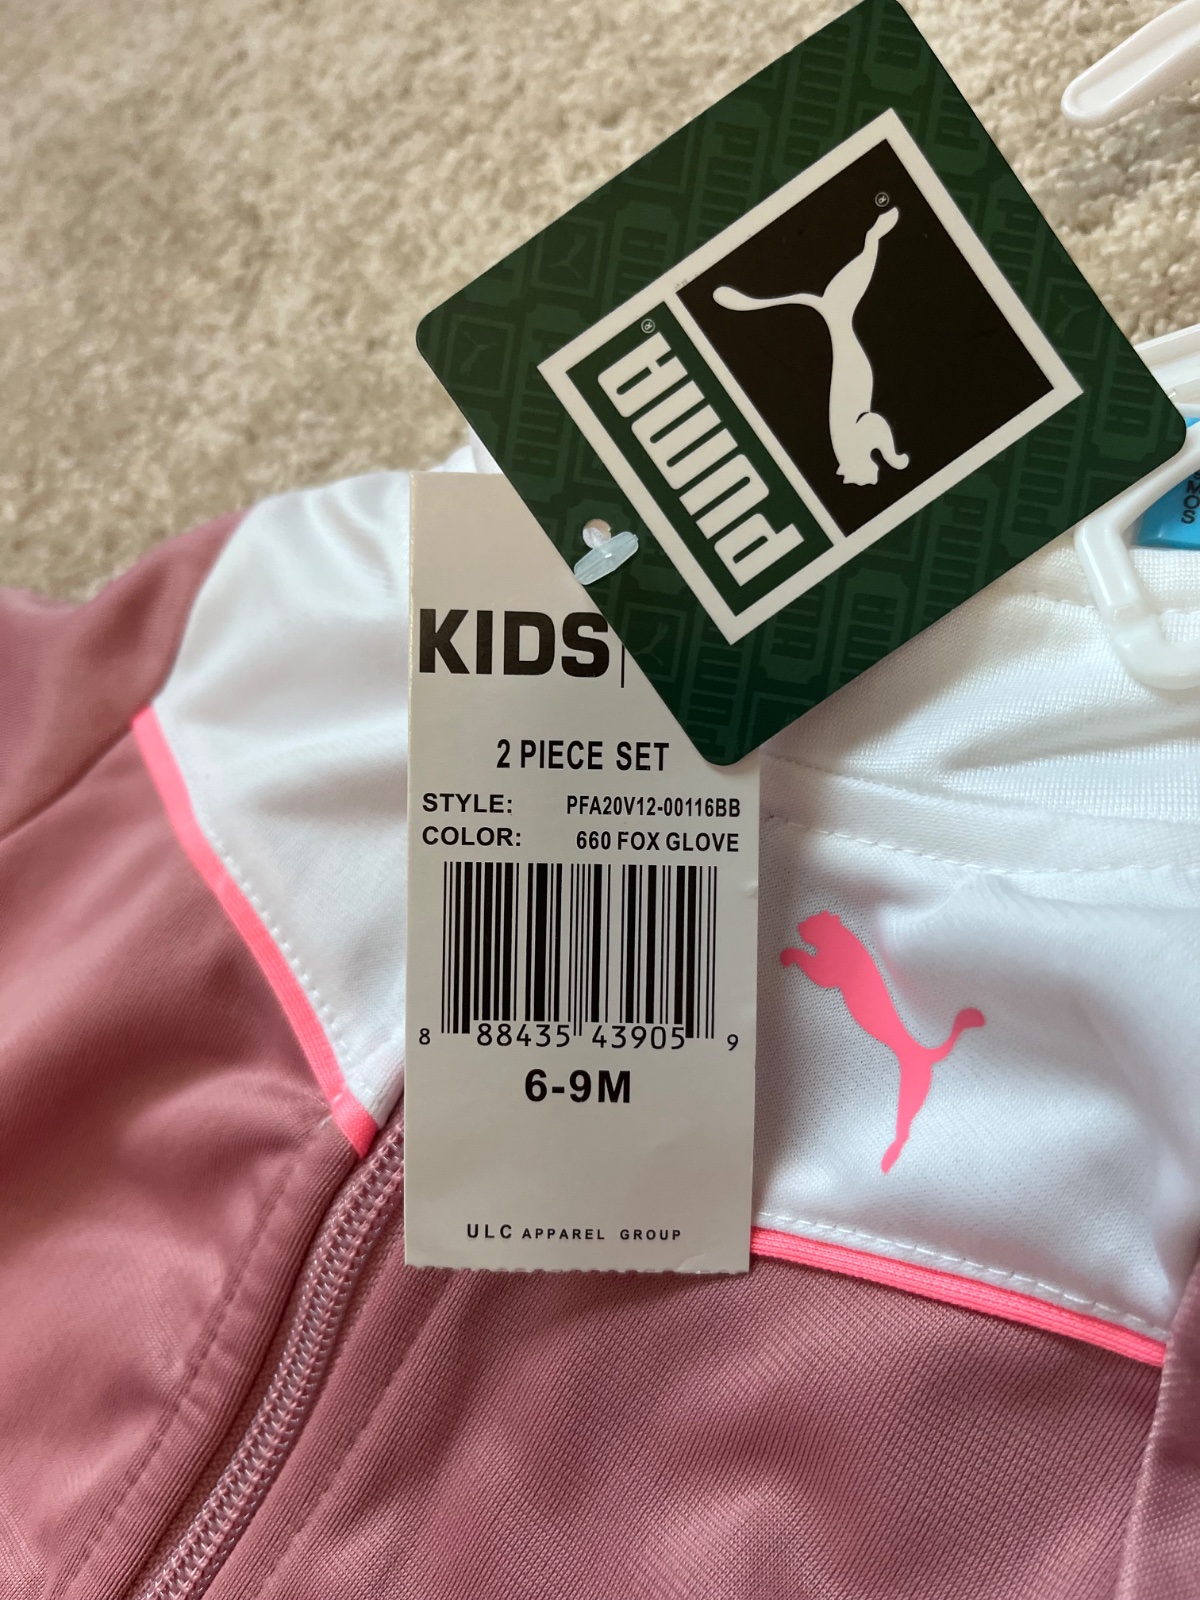 PUMA
KIDS
2 PIECE SET
STYLE: PFA20V12-00116BB
COLOR: 660 FOX GLOVE
8 88435 43905 9
6-9M
ULC APPAREL GROUP